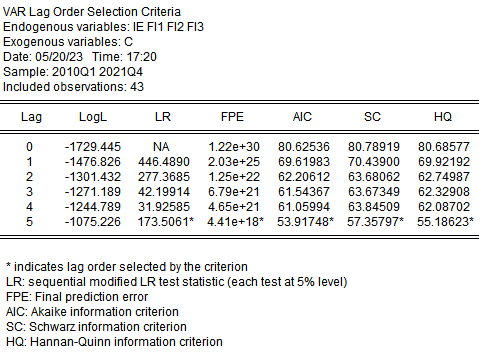 VAR Lag Order Selection Criteria
Endogenous variables: IE FI1 FI2 FI3
Exogenous variables: C
Date: 05/20/23 Time: 17:20
Sample: 2010Q1 2021Q4
Included observations: 43
Lag LogL LR FPE AIC SC HQ
0 -1729.445 NA 1.22e+30 80.62536 80.78919 80.68577
1 -1476.826 446.4890 2.03e+25 69.61983 70.43900 69.92192
2 -1301.432 277.3685 1.25e+22 62.20612 63.68062 62.74987
3 -1271.189 42.19914 6.79e+21 61.54367 63.67349 62.32908
4 -1244.789 31.92585 4.65e+21 61.05994 63.84509 62.08702
5 -1075.226 173.5061* 4.41e+18* 53.91748* 57.35797* 55.18623*
* indicates lag order selected by the criterion
LR: sequential modified LR test statistic (each test at 5% level)
FPE: Final prediction error
AIC: Akaike information criterion
SC: Schwarz information criterion
HQ: Hannan-Quinn information criterion